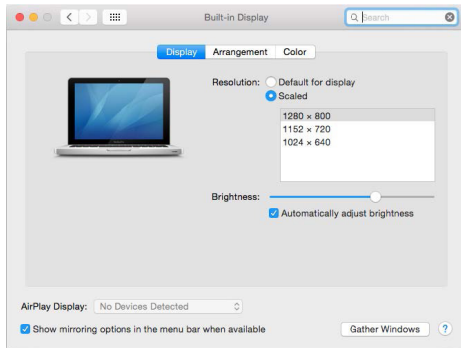 Built-in Display
Search
Display Arrangement Color
Resolution: Default for display
Scaled
1280 × 800
1152 × 720
1024 × 640
Brightness:
Automatically adjust brightness
AirPlay Display: No Devices Detected
Show mirroring options in the menu bar when available
Gather Windows ?